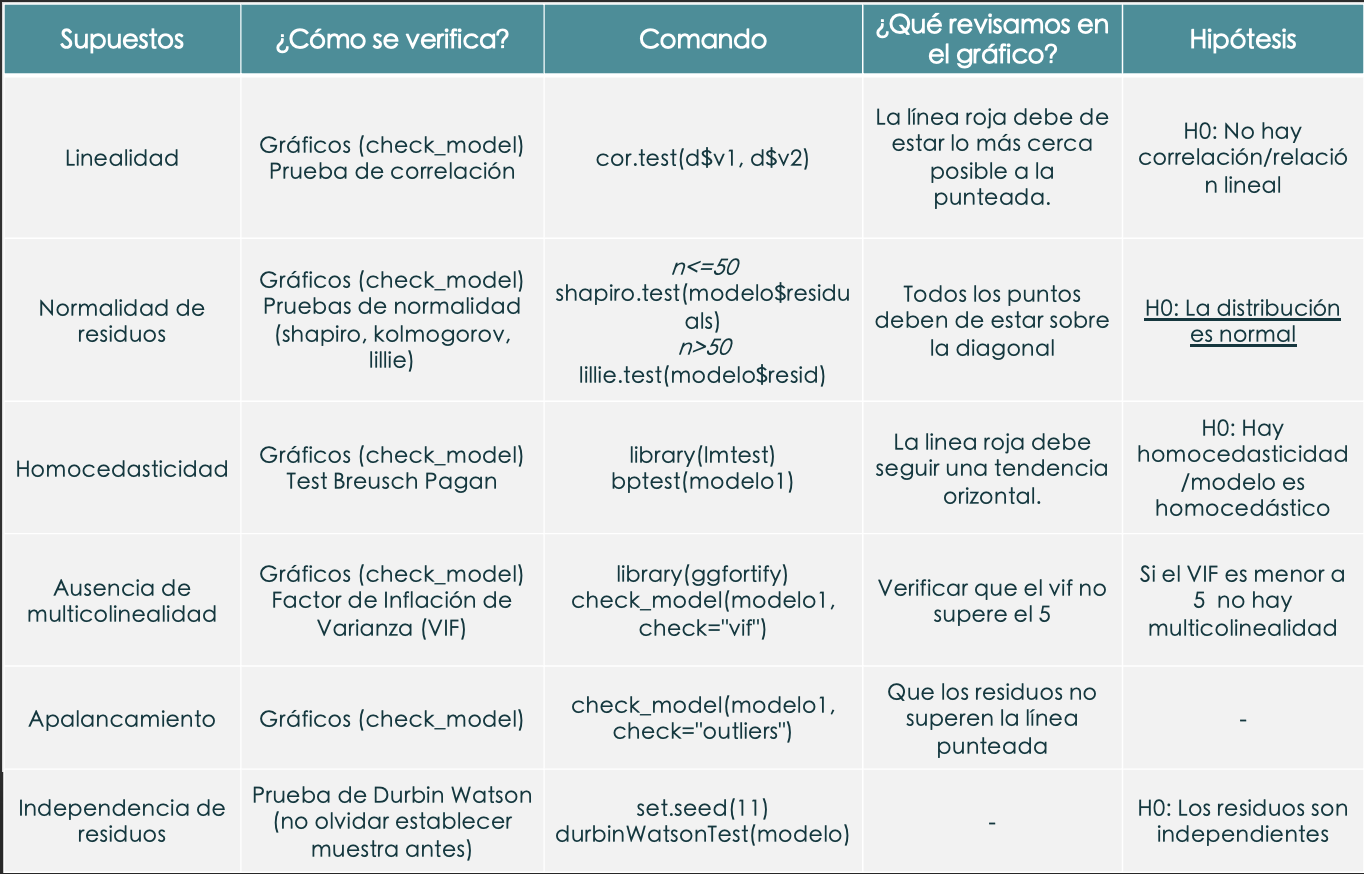 Supuestos
¿Cómo se verifica?
Comando
¿Qué revisamos en
el gráfico?
Hipótesis
Linealidad
Gráficos (check_model)
Prueba de correlación
cor.test(d$v1, d$v2)
La línea roja debe de
estar lo más cerca
posible a la
punteada.
H0: No hay
correlación/relació
n lineal
Normalidad de
residuos
Gráficos (check_model)
Pruebas de normalidad
(shapiro, kolmogorov,
lillie)
n<=50
shapiro.test(modelo$residu
als)
n>50
lillie.test(modelo$resid)
Todos los puntos
deben de estar sobre
la diagonal
H0: La distribución
es normal
Homocedasticidad
Gráficos (check_model)
Test Breusch Pagan
library(lmtest)
bptest(modelo1)
La linea roja debe
seguir una tendencia
orizontal.
H0: Hay
homocedasticidad
/modelo es
homocedástico
Ausencia de
multicolinealidad
Gráficos (check_model)
Factor de Inflación de
Varianza (VIF)
library(ggfortify)
check_model(modelo1,
check="vif")
Verificar que el vif no
supere el 5
Si el VIF es menor a
5 no hay
multicolinealidad
Apalancamiento
Gráficos (check_model)
check_model(modelo1,
check="outliers")
Que los residuos no
superen la línea
punteada
-
Independencia de
residuos
Prueba de Durbin Watson
(no olvidar establecer
muestra antes)
set.seed(11)
durbinWatsonTest(modelo)
-
H0: Los residuos son
independientes